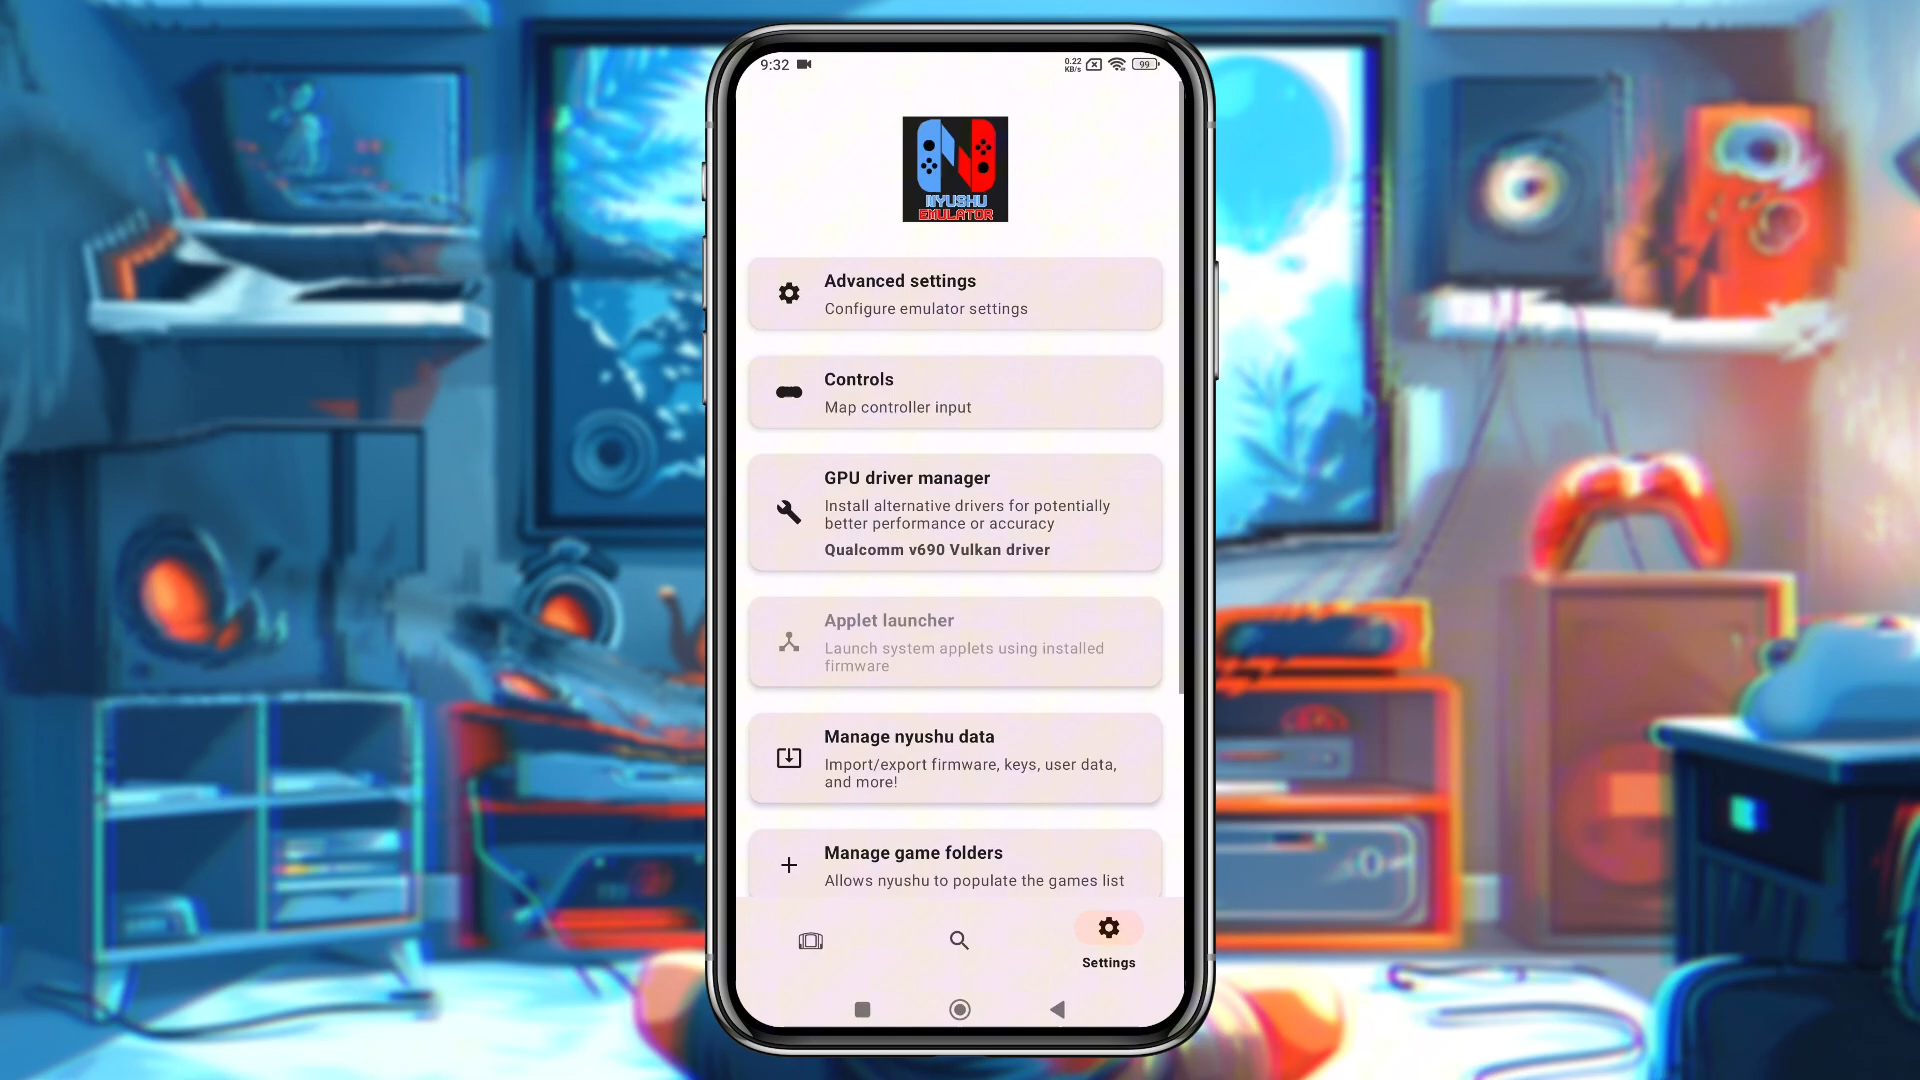 9:32
0.22
KB/s
99
NYUSHU
EMULATOR
Advanced settings
Configure emulator settings
Controls
Map controller input
GPU driver manager
Install alternative drivers for potentially
better performance or accuracy
Qualcomm v690 Vulkan driver
Applet launcher
Launch system applets using installed
firmware
Manage nyushu data
Import/export firmware, keys, user data,
and more!
Manage game folders
Allows nyushu to populate the games list
Settings